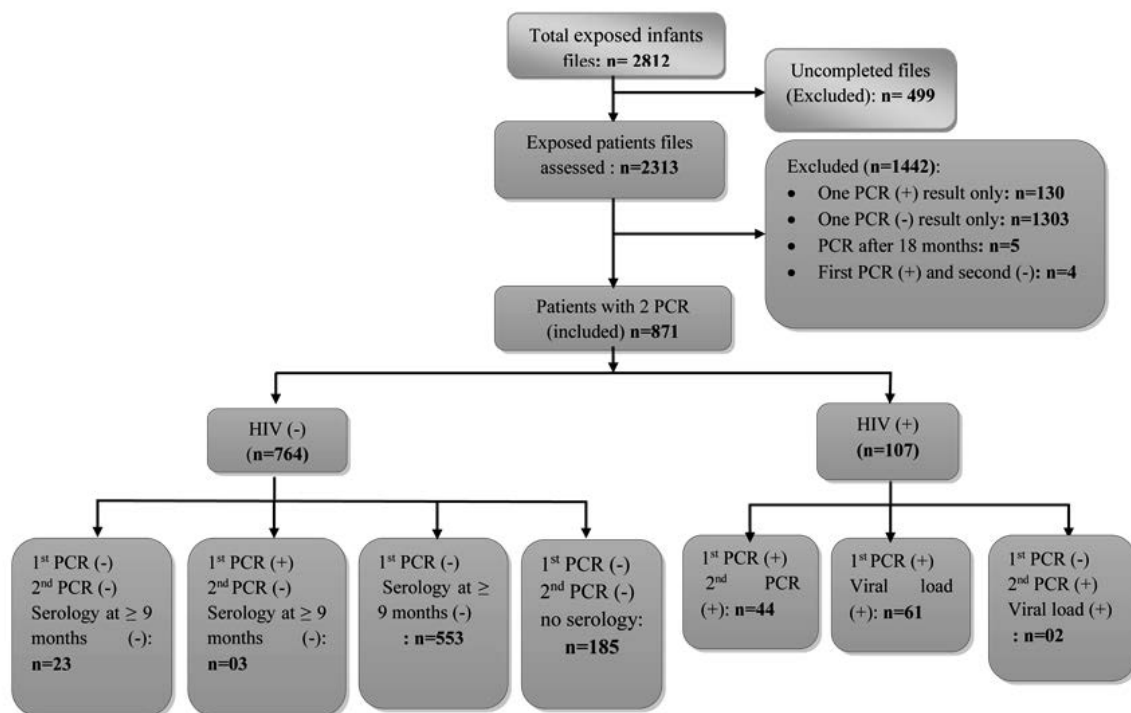 Total exposed infants
files: n= 2812
Uncompleted files
(Excluded): n= 499
Exposed patients files
assessed : n=2313
Excluded (n=1442):
• One PCR (+) result only: n=130
• One PCR (-) result only: n=1303
• PCR after 18 months: n=5
• First PCR (+) and second (-): n=4
Patients with 2 PCR
(included) n=871
HIV (-)
(n=764)
HIV (+)
(n=107)
1st PCR (-)
2nd PCR (-)
Serology at ≥ 9
months (-):
n=23
1st PCR (+)
2nd PCR (-)
Serology at ≥ 9
months (-):
n=03
1st PCR (-)
Serology at ≥
9 months (-)
: n=553
1st PCR (-)
2nd PCR (-)
no serology:
n=185
1st PCR (+)
2nd PCR
(+): n=44
1st PCR (+)
Viral load
(+): n=61
1st PCR (-)
2nd PCR (+)
Viral load (+)
: n=02